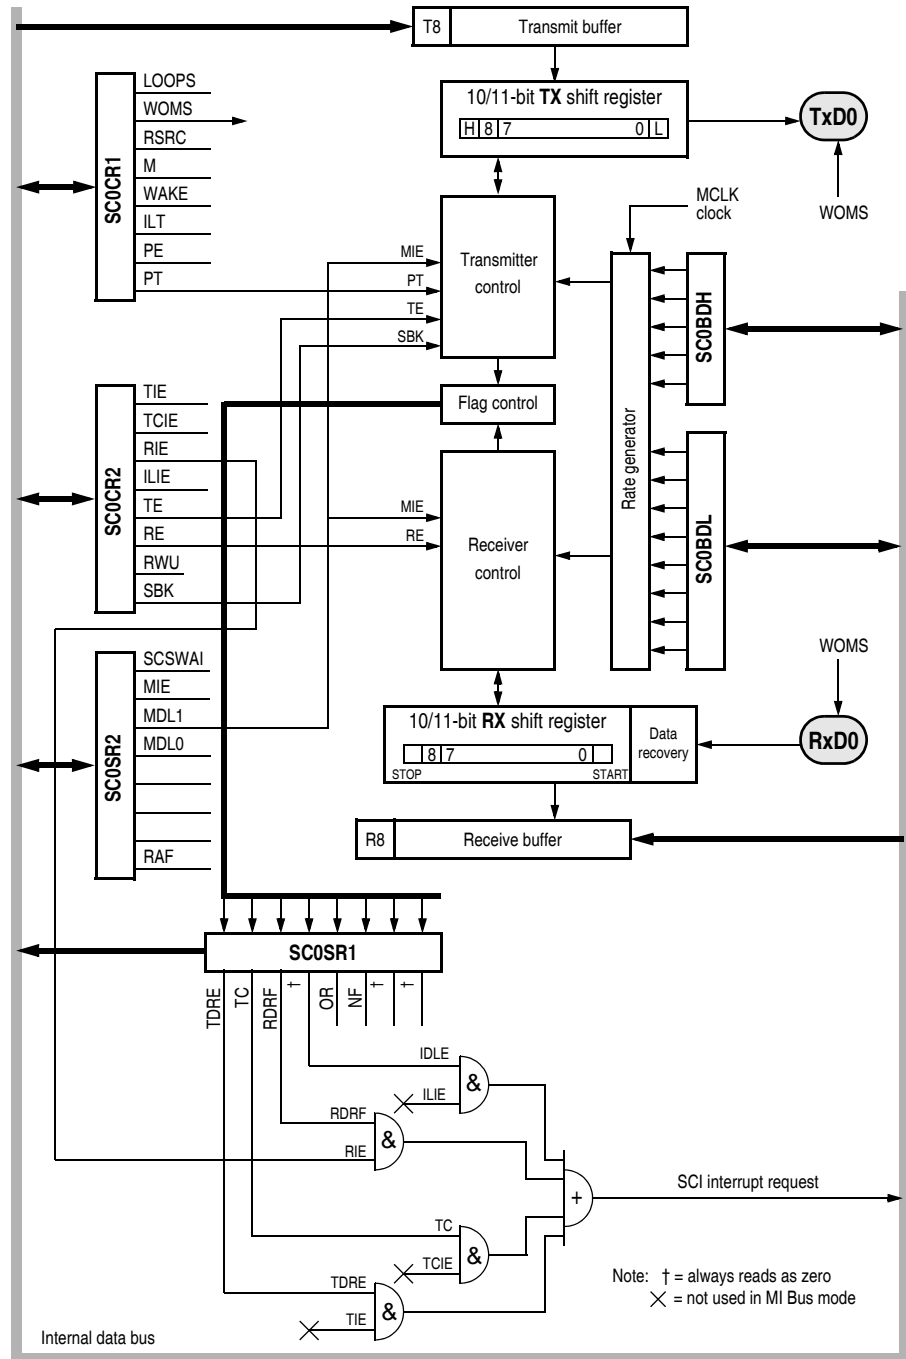 T8 Transmit buffer
10/11-bit TX shift register
H 8 7 0 L
TxD0
WOMS
MCLK
clock
SC0CR1
LOOPS
WOMS
RSRC
M
WAKE
ILT
PE
PT
MIE
PT
TE
SBK
Transmitter
control
Rate generator
SC0BDH
Flag control
SC0CR2
TIE
TCIE
RIE
ILIE
TE
RE
RWU
SBK
MIE
RE
Receiver
control
SC0BDL
SC0SR2
SCSWAI
MIE
MDL1
MDL0
RAF
WOMS
RxD0
10/11-bit RX shift register
8 7 0
STOP START
Data
recovery
R8 Receive buffer
SC0SR1
TDRE
TC
RDRF
†
OR
NF
†
†
IDLE
ILIE
&
RDRF
RIE
&
+
SCI interrupt request
TC
TCIE
&
TDRE
TIE
&
Note: † = always reads as zero
= not used in MI Bus mode
Internal data bus